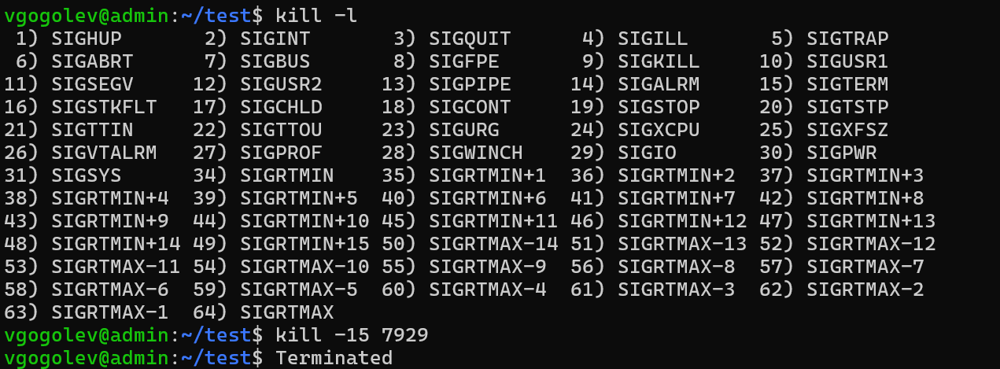 vgogolev@admin:~/test$ kill -l
 1) SIGHUP       2) SIGINT       3) SIGQUIT      4) SIGILL       5) SIGTRAP
 6) SIGABRT      7) SIGBUS       8) SIGFPE       9) SIGKILL     10) SIGUSR1
11) SIGSEGV     12) SIGUSR2     13) SIGPIPE     14) SIGALRM     15) SIGTERM
16) SIGSTKFLT   17) SIGCHLD     18) SIGCONT     19) SIGSTOP     20) SIGTSTP
21) SIGTTIN     22) SIGTTOU     23) SIGURG      24) SIGXCPU     25) SIGXFSZ
26) SIGVTALRM   27) SIGPROF     28) SIGWINCH    29) SIGIO       30) SIGPWR
31) SIGSYS      34) SIGRTMIN    35) SIGRTMIN+1  36) SIGRTMIN+2  37) SIGRTMIN+3
38) SIGRTMIN+4  39) SIGRTMIN+5  40) SIGRTMIN+6  41) SIGRTMIN+7  42) SIGRTMIN+8
43) SIGRTMIN+9  44) SIGRTMIN+10 45) SIGRTMIN+11 46) SIGRTMIN+12 47) SIGRTMIN+13
48) SIGRTMIN+14 49) SIGRTMIN+15 50) SIGRTMAX-14 51) SIGRTMAX-13 52) SIGRTMAX-12
53) SIGRTMAX-11 54) SIGRTMAX-10 55) SIGRTMAX-9  56) SIGRTMAX-8  57) SIGRTMAX-7
58) SIGRTMAX-6  59) SIGRTMAX-5  60) SIGRTMAX-4  61) SIGRTMAX-3  62) SIGRTMAX-2
63) SIGRTMAX-1  64) SIGRTMAX
vgogolev@admin:~/test$ kill -15 7929
vgogolev@admin:~/test$ Terminated